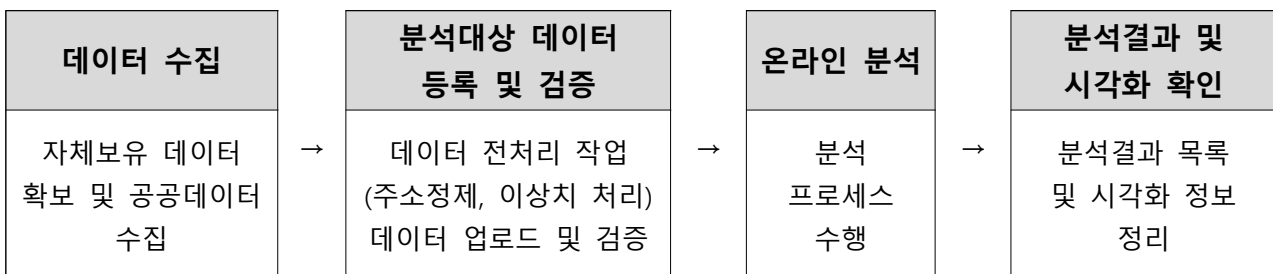 데이터 수집
자체보유 데이터
확보 및 공공데이터
수집
→
분석대상 데이터
등록 및 검증
데이터 전처리 작업
(주소정제, 이상치 처리)
데이터 업로드 및 검증
→
온라인 분석
분석
프로세스
수행
→
분석결과 및
시각화 확인
분석결과 목록
및 시각화 정보
정리